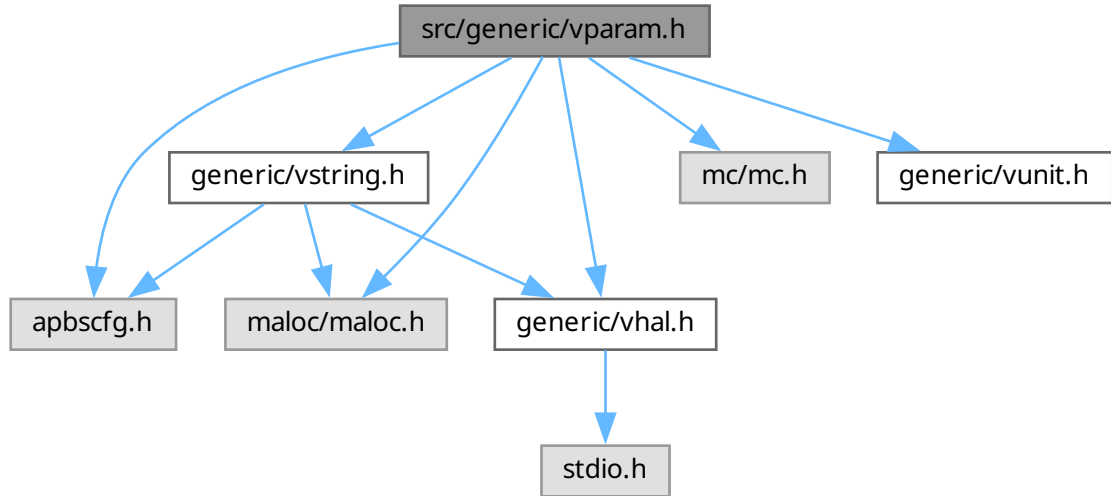 src/generic/vparam.h
generic/vstring.h
mc/mc.h
generic/vunit.h
apbscfg.h
maloc/maloc.h
generic/vhal.h
stdio.h